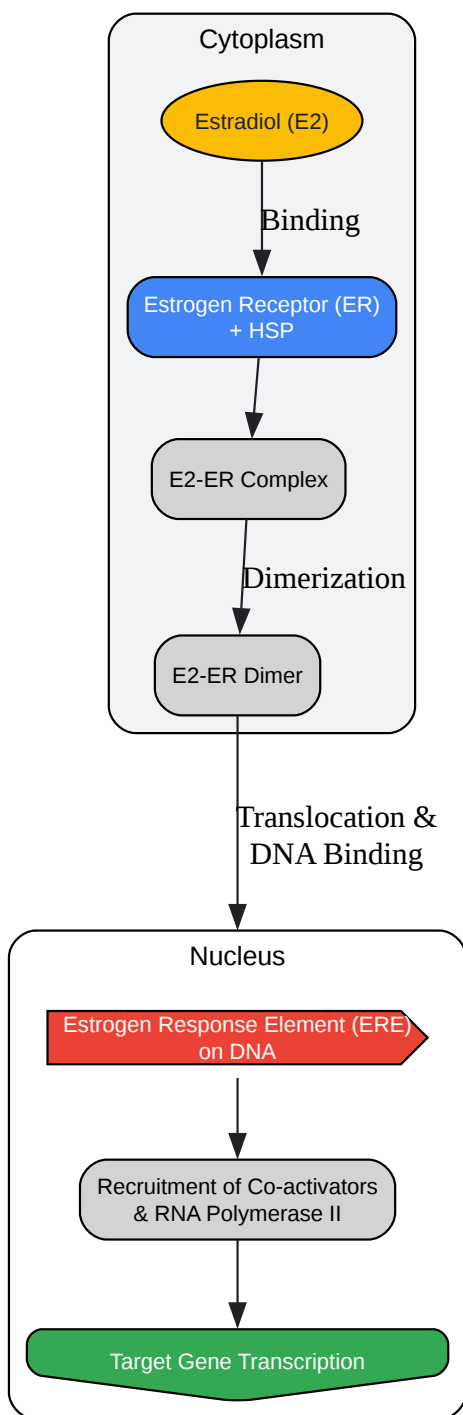 Cytoplasm
Estradiol (E2)
Binding
Estrogen Receptor (ER)
+ HSP
E2-ER Complex
Dimerization
E2-ER Dimer
Translocation &
DNA Binding
Nucleus
Estrogen Response Element (ERE)
on DNA
Recruitment of Co-activators
& RNA Polymerase II
Target Gene Transcription